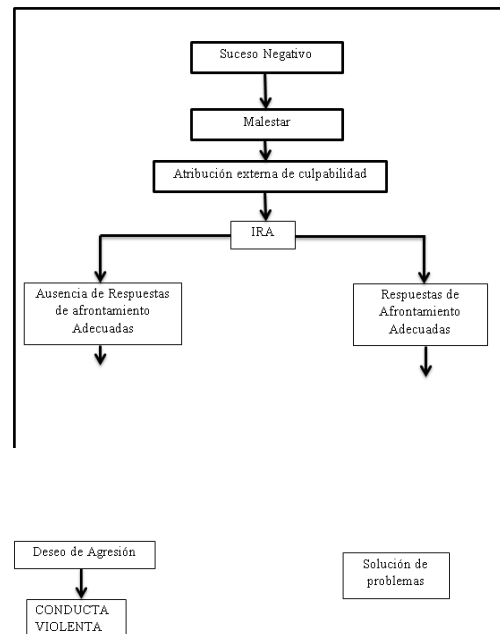 Suceso Negativo
Malestar
Atribución externa de culpabilidad
IRA
Ausencia de Respuestas
de afrontamiento
Adecuadas
Respuestas de
Afrontamiento
Adecuadas
Deseo de Agresión
CONDUCTA
VIOLENTA
Solución de
problemas